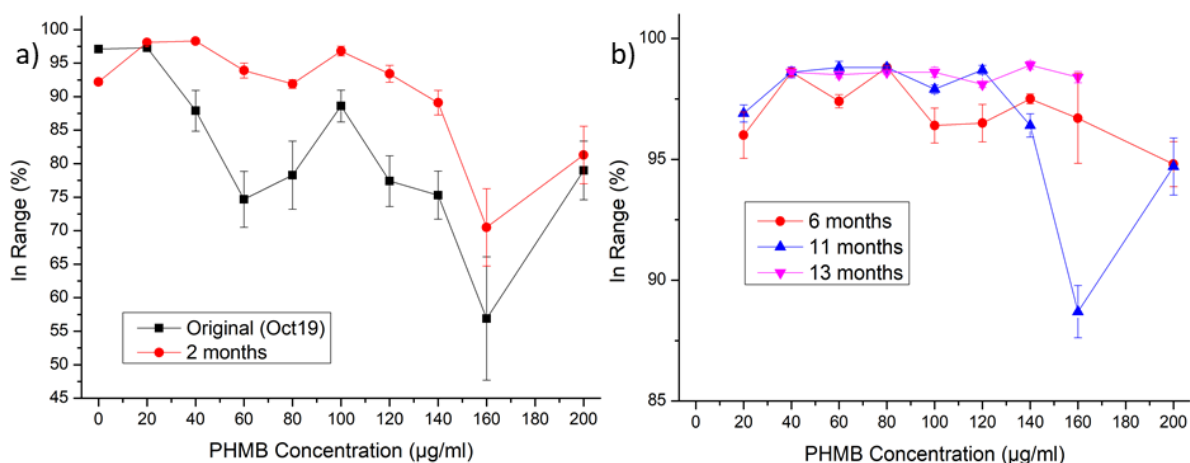 a)
In Range (%)
100
95
90
85
80
75
70
65
60
55
50
45
Original (Oct19)
2 months
0 20 40 60 80 100 120 140 160 180 200
PHMB Concentration (µg/ml)
b)
In Range (%)
100
95
90
85
6 months
11 months
13 months
0 20 40 60 80 100 120 140 160 180 200
PHMB Concentration (µg/ml)